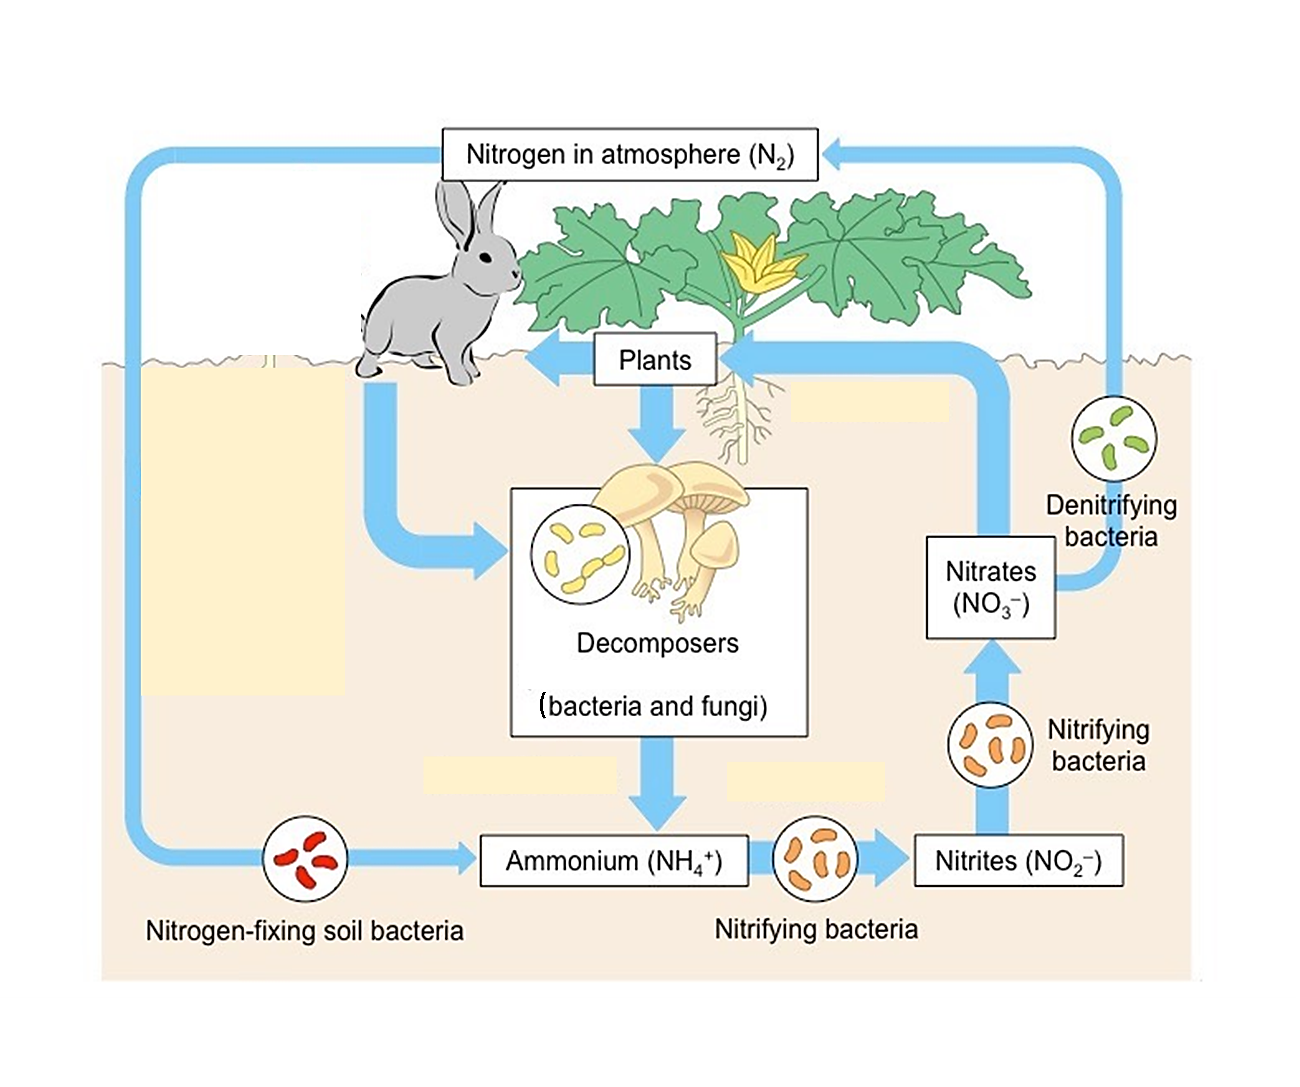 Nitrogen in atmosphere (N₂)
Plants
Denitrifying
bacteria
Nitrates
(NO₃⁻)
Decomposers
(bacteria and fungi)
Nitrifying
bacteria
Ammonium (NH₄⁺)
Nitrites (NO₂⁻)
Nitrogen-fixing soil bacteria
Nitrifying bacteria